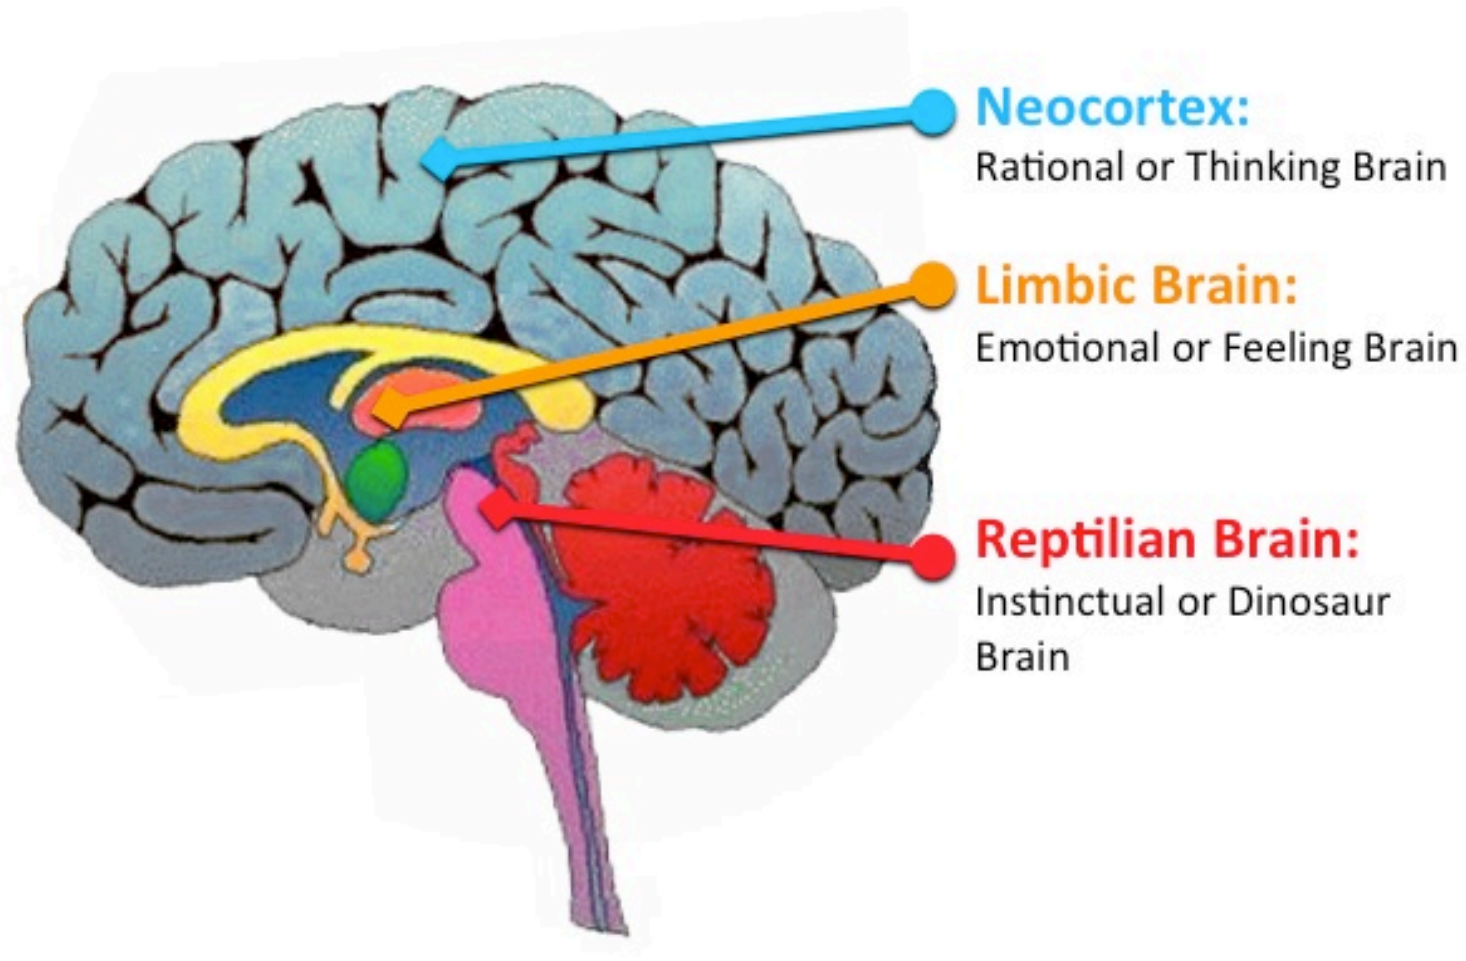 Neocortex:
Rational or Thinking Brain
Limbic Brain:
Emotional or Feeling Brain
Reptilian Brain:
Instinctual or Dinosaur
Brain